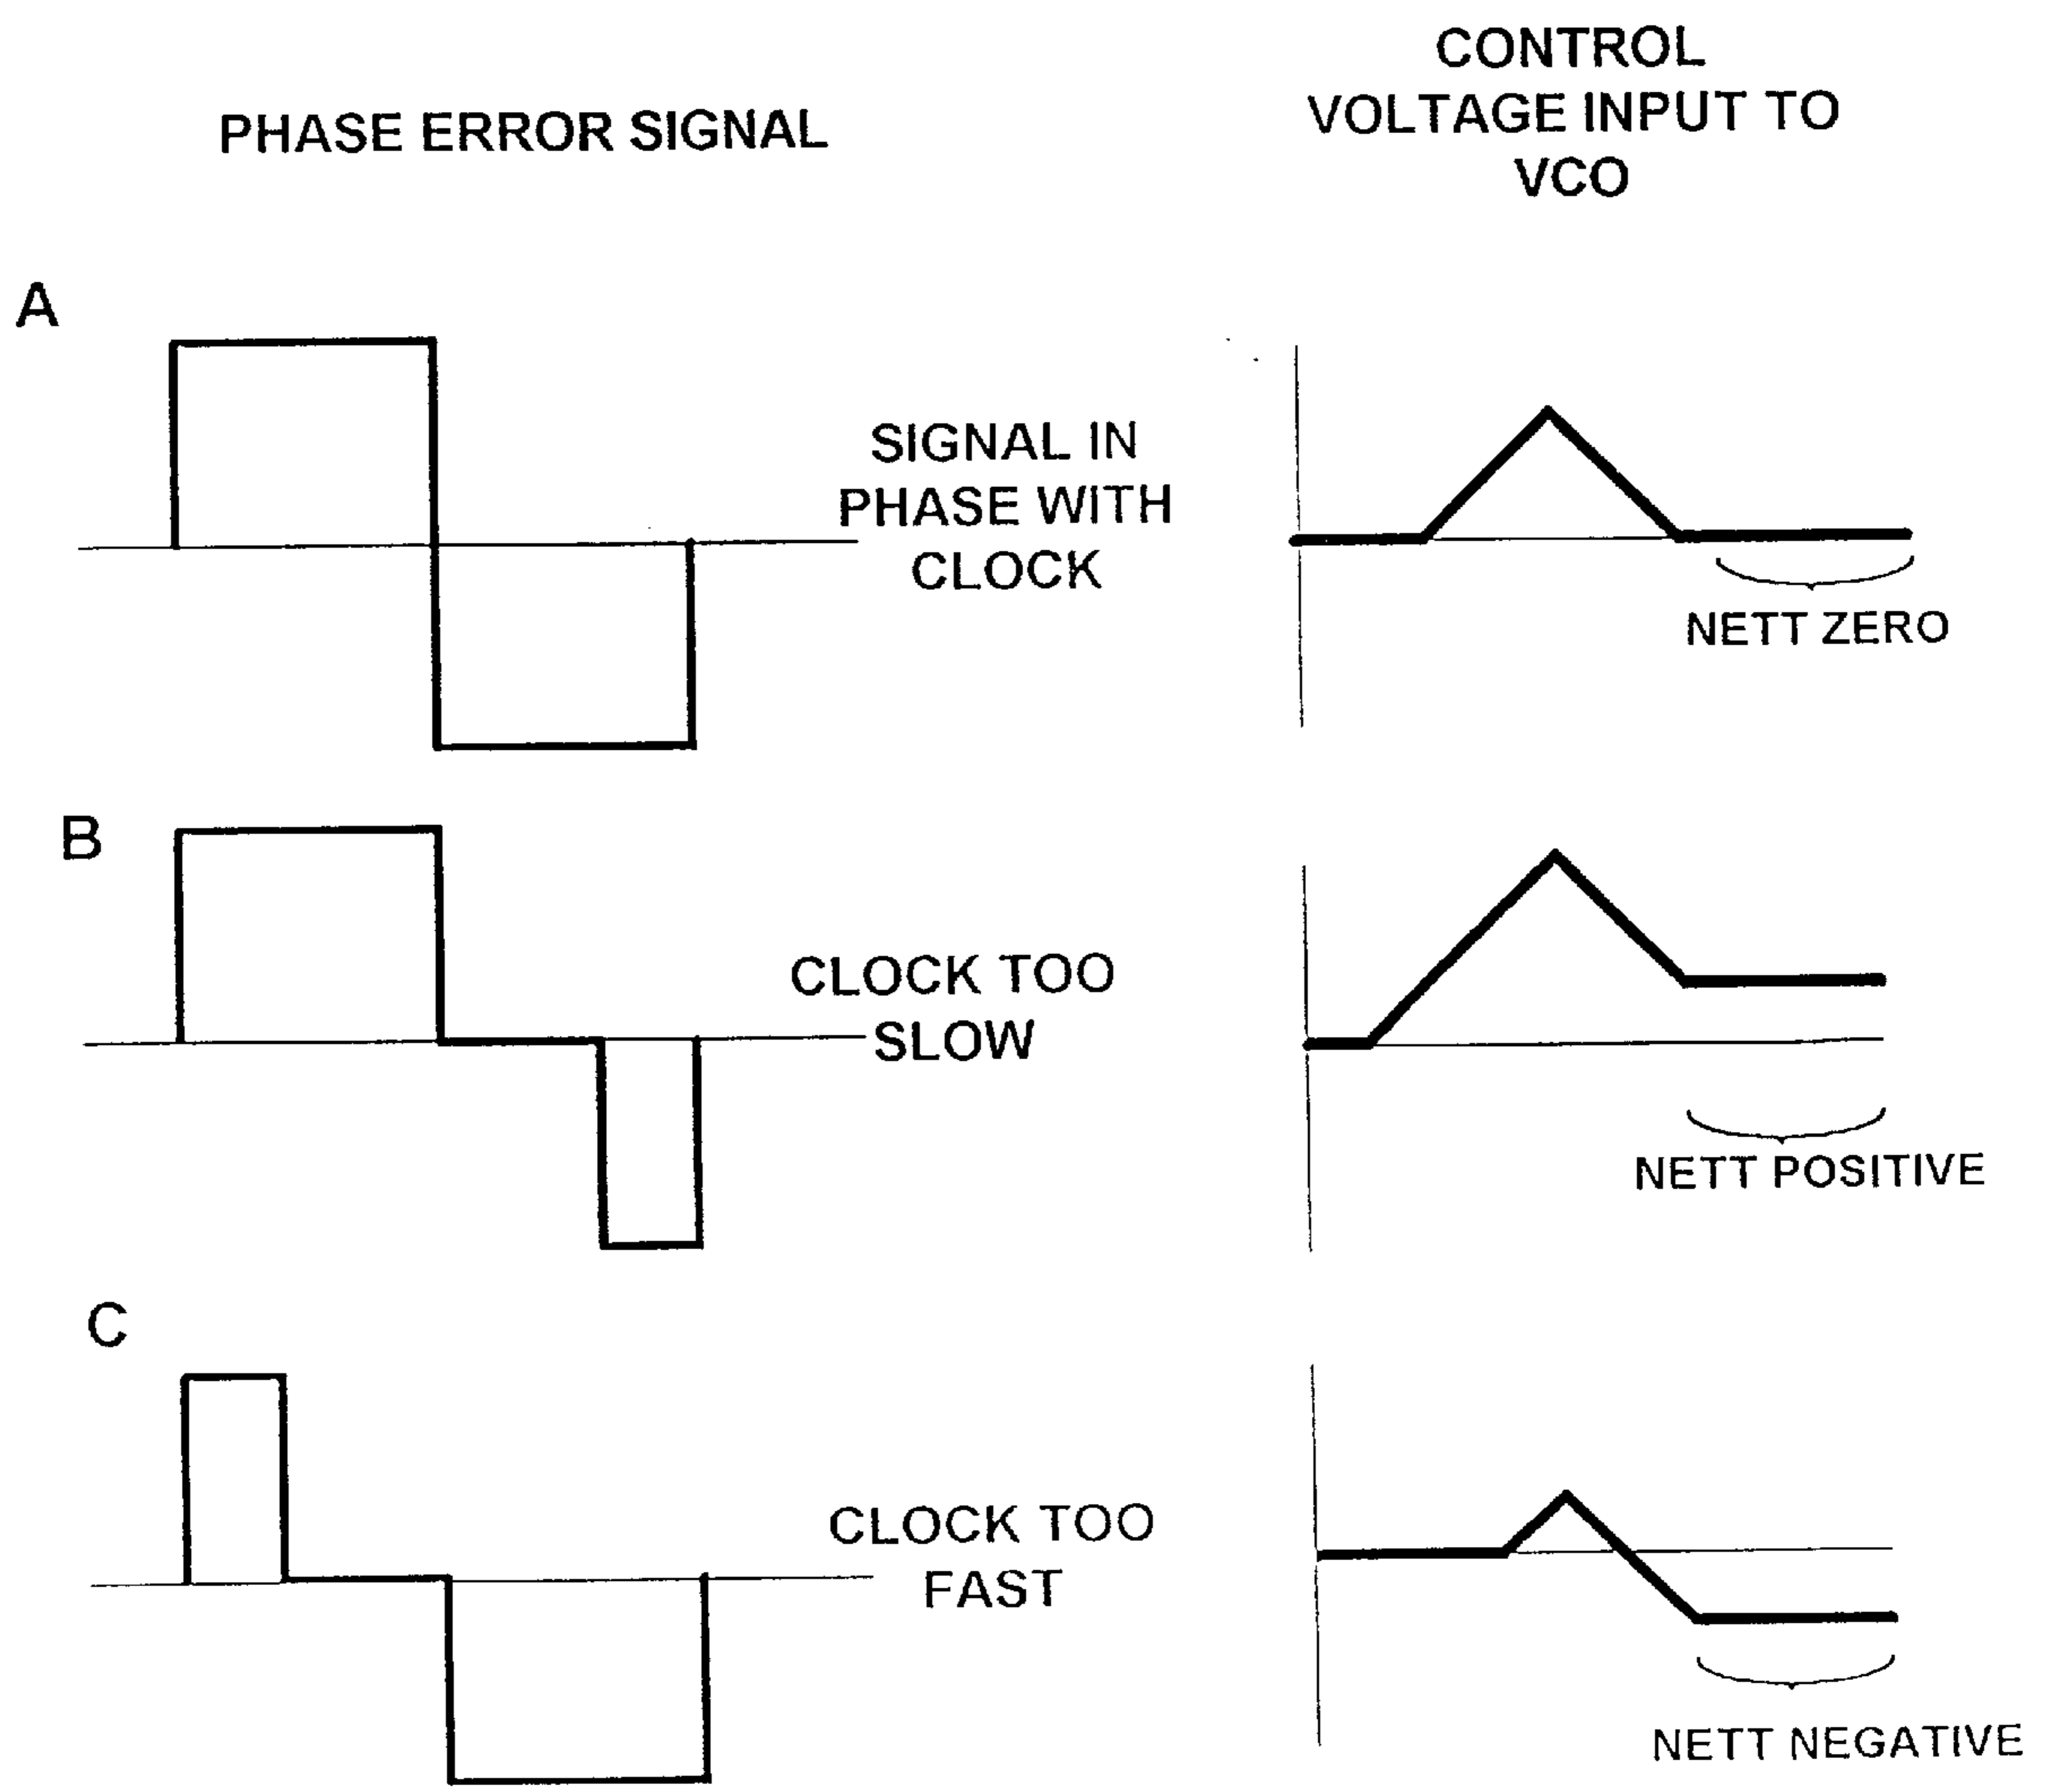 PHASE ERROR SIGNAL
CONTROL
VOLTAGE INPUT TO
VCO
A
SIGNAL IN
PHASE WITH
CLOCK
NETT ZERO
B
CLOCK TOO
SLOW
NETT POSITIVE
C
CLOCK TOO
FAST
NETT NEGATIVE